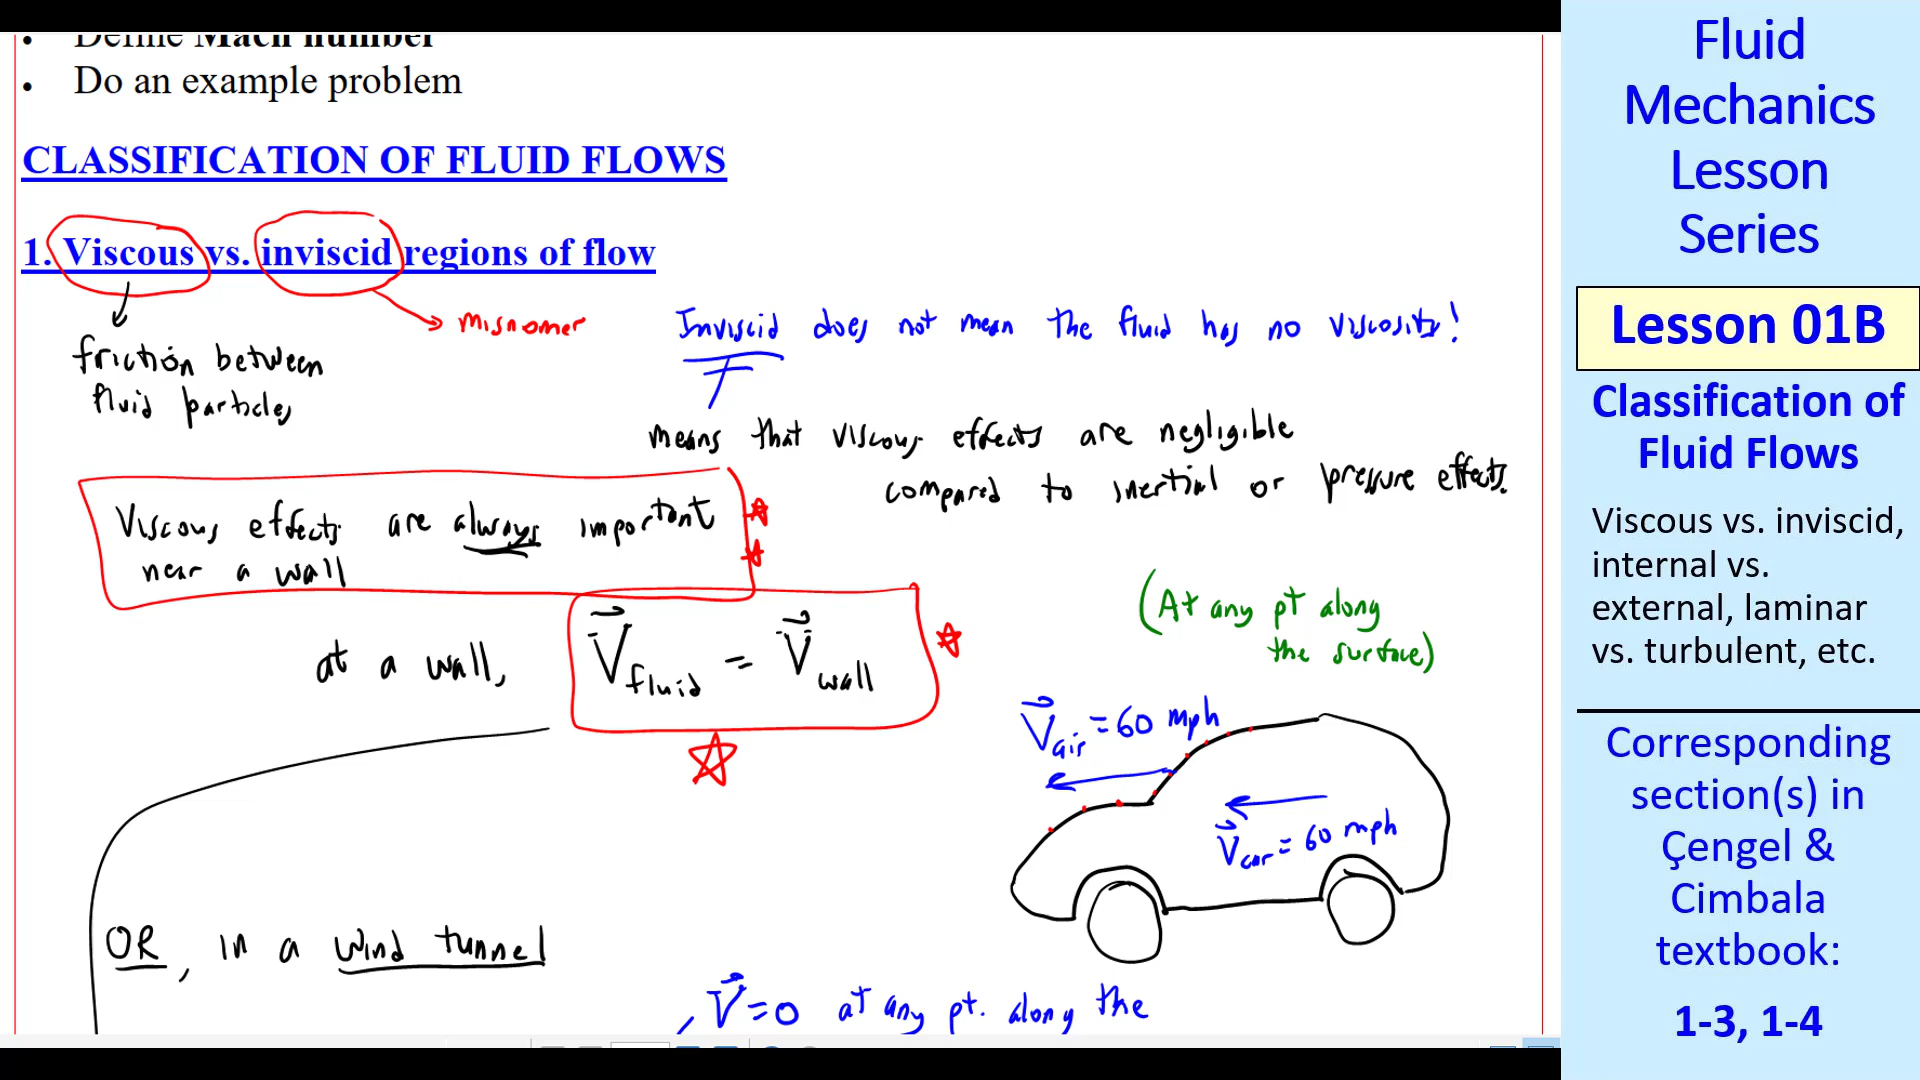 • Define Mach number
• Do an example problem
CLASSIFICATION OF FLUID FLOWS
1. Viscous vs. inviscid regions of flow
misnomer
friction between
fluid particles
Inviscid does not mean the fluid has no viscosity!
means that viscous effects are negligible
compared to inertial or pressure effects.
Viscous effects are always important
near a wall
at a wall, V fluid = V wall
(At any pt along
the surface)
V air = 60 mph
V car = 60 mph
OR, in a wind tunnel
V = 0 at any pt. along the
Fluid
Mechanics
Lesson
Series
Lesson 01B
Classification of
Fluid Flows
Viscous vs. inviscid,
internal vs.
external, laminar
vs. turbulent, etc.
Corresponding
section(s) in
Çengel &
Cimbala
textbook:
1-3, 1-4